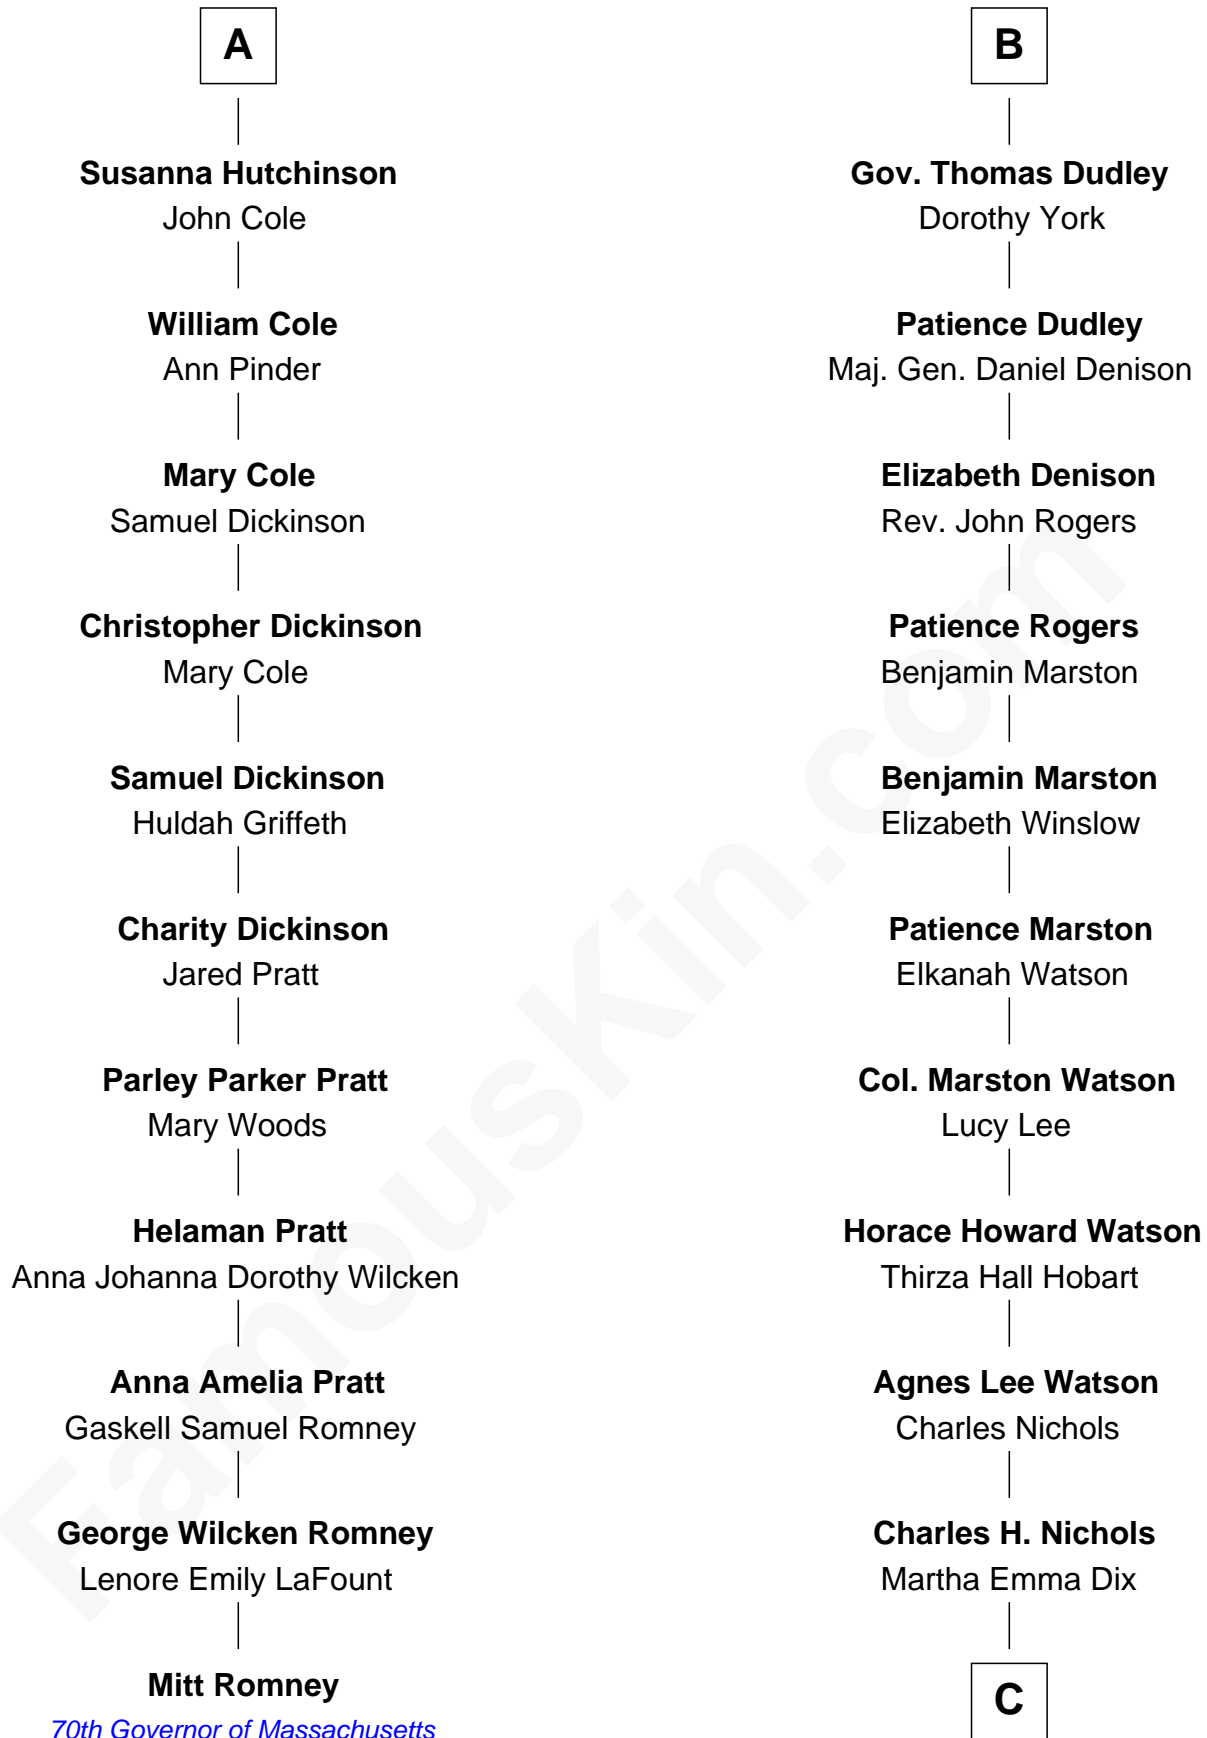 A
Susanna Hutchinson
John Cole
William Cole
Ann Pinder
Mary Cole
Samuel Dickinson
Christopher Dickinson
Mary Cole
Samuel Dickinson
Huldah Griffeth
Charity Dickinson
Jared Pratt
Parley Parker Pratt
Mary Woods
Helaman Pratt
Anna Johanna Dorothy Wilcken
Anna Amelia Pratt
Gaskell Samuel Romney
George Wilcken Romney
Lenore Emily LaFount
Mitt Romney
70th Governor of Massachusetts
B
Gov. Thomas Dudley
Dorothy York
Patience Dudley
Maj. Gen. Daniel Denison
Elizabeth Denison
Rev. John Rogers
Patience Rogers
Benjamin Marston
Benjamin Marston
Elizabeth Winslow
Patience Marston
Elkanah Watson
Col. Marston Watson
Lucy Lee
Horace Howard Watson
Thirza Hall Hobart
Agnes Lee Watson
Charles Nichols
Charles H. Nichols
Martha Emma Dix
C
FamousKin.com